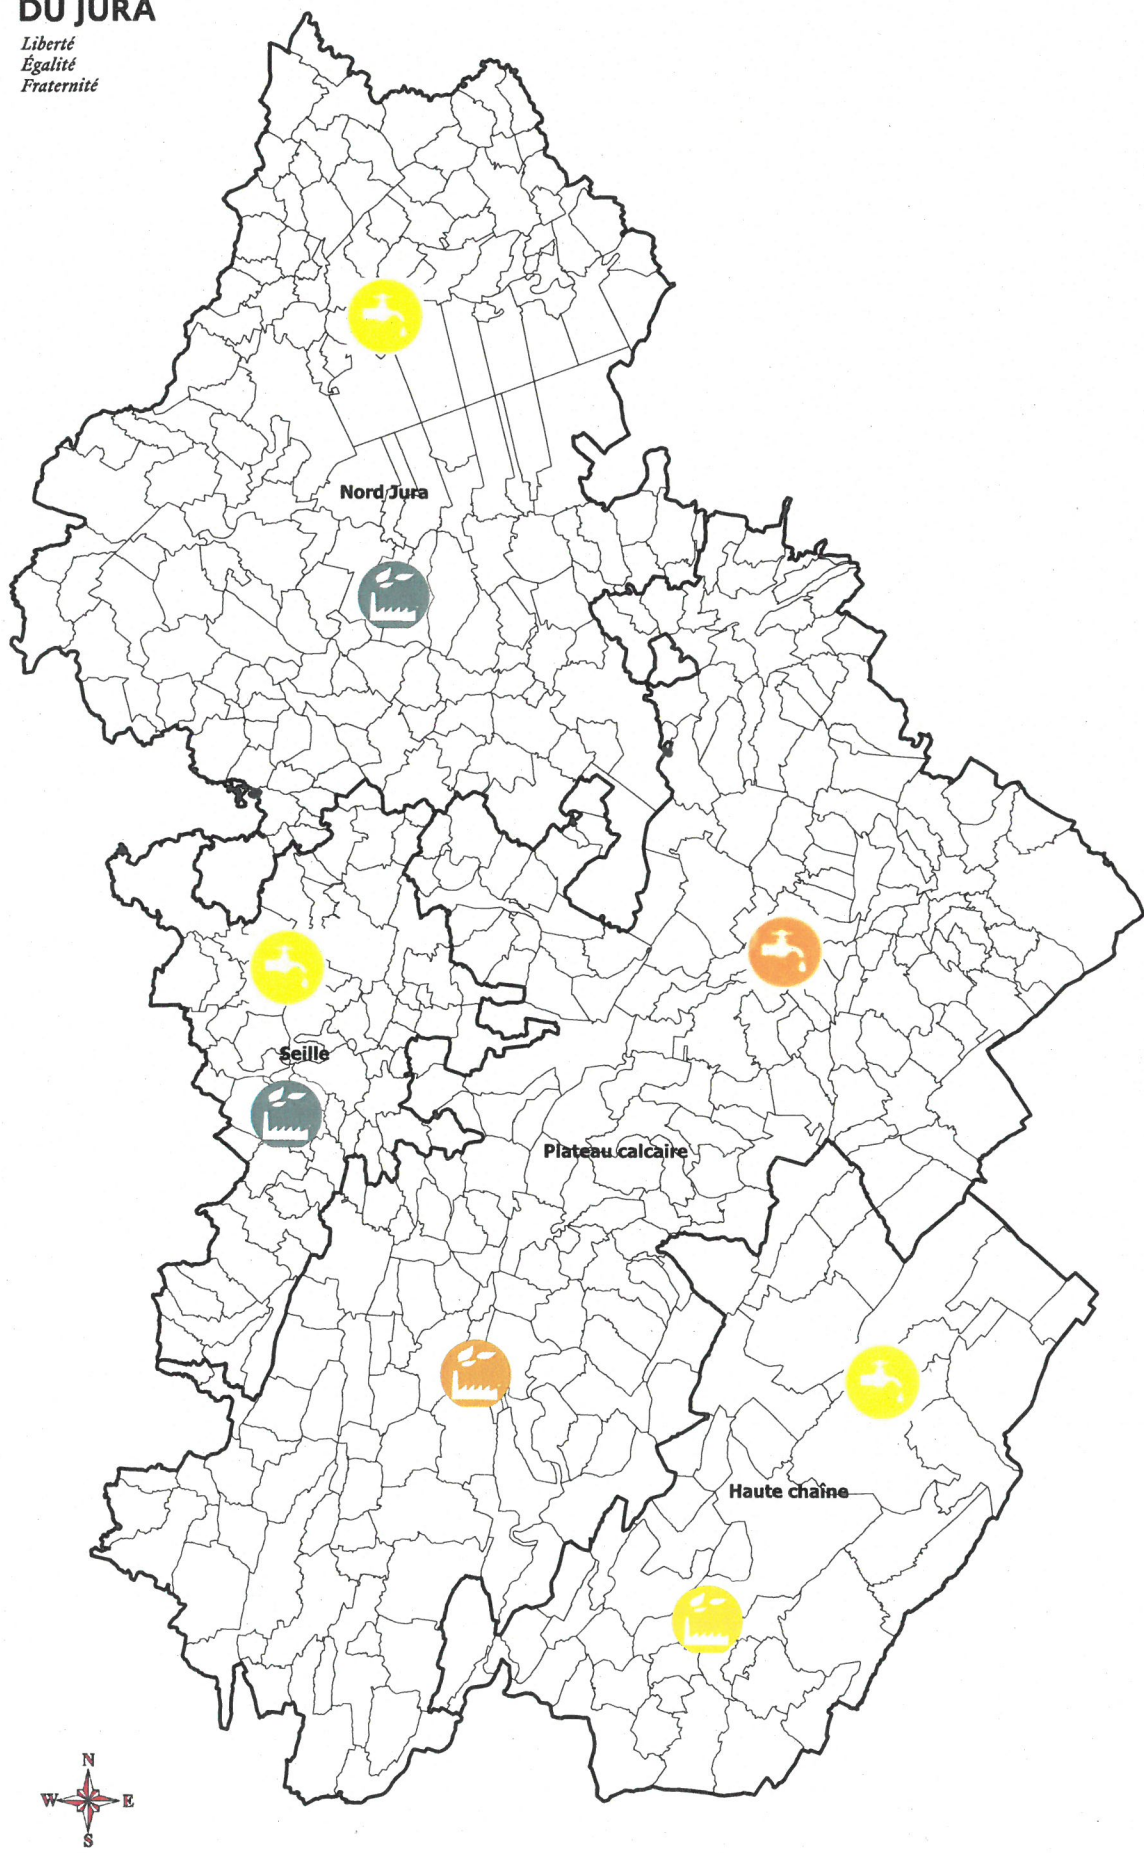 DU JURA
Liberté
Égalité
Fraternité
Nord Jura
Seille
Plateau calcaire
Haute chaîne
N
W E
S